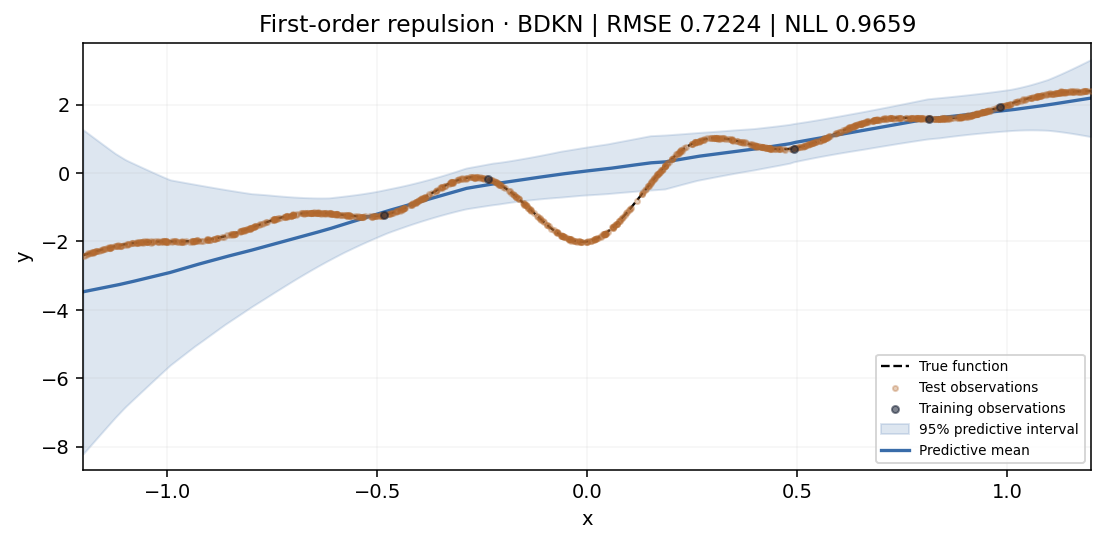 First-order repulsion · BDKN | RMSE 0.7224 | NLL 0.9659
2
0
−2
−4
−6
−8
y
−1.0
−0.5
0.0
0.5
1.0
x
True function
Test observations
Training observations
95% predictive interval
Predictive mean